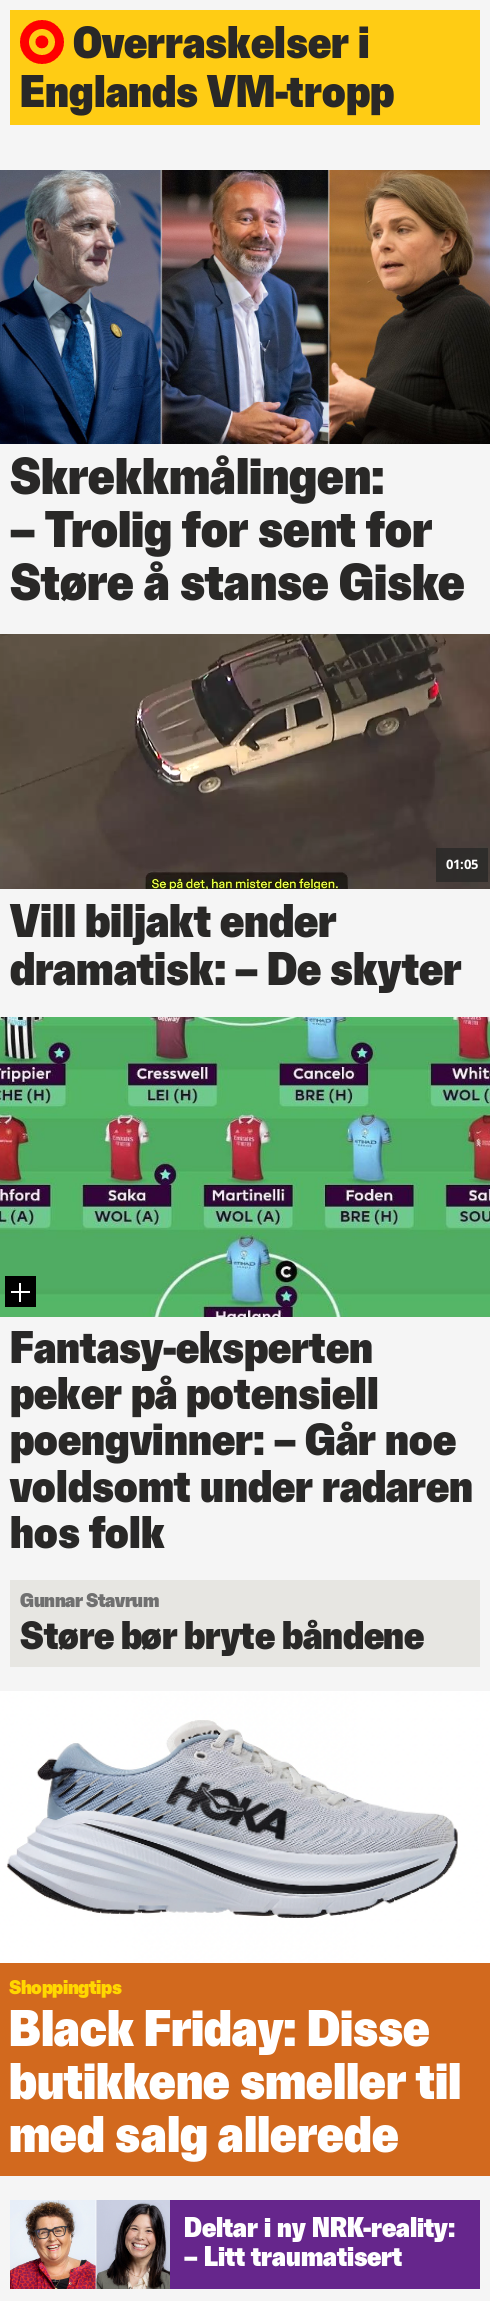 Overraskelser i
Englands VM-tropp
Skrekkmålingen:
– Trolig for sent for
Støre å stanse Giske
Se på det, han mister den felgen.
01:05
Vill biljakt ender
dramatisk: – De skyter
betway
rippier Cresswell Cancelo Whit
CHE (H) LEI (H) BRE (H) WOL (
hford Saka Martinelli Foden Sal
L (A) WOL (A) WOL (A) BRE (H) SOU
C
Haaland
Fantasy-eksperten
peker på potensiell
poengvinner: – Går noe
voldsomt under radaren
hos folk
Gunnar Stavrum
Støre bør bryte båndene
HOKA
Shoppingtips
Black Friday: Disse
butikkene smeller til
med salg allerede
Deltar i ny NRK-reality:
– Litt traumatisert